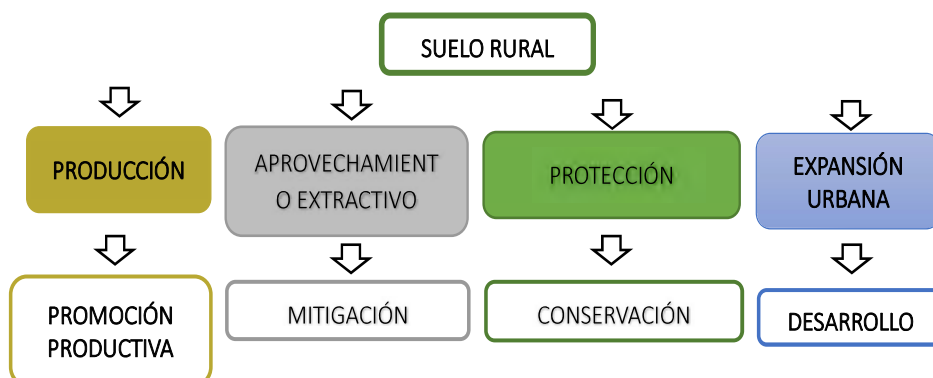 SUELO RURAL
PRODUCCIÓN
APROVECHAMIENT
O EXTRACTIVO
PROTECCIÓN
EXPANSIÓN
URBANA
PROMOCIÓN
PRODUCTIVA
MITIGACIÓN
CONSERVACIÓN
DESARROLLO